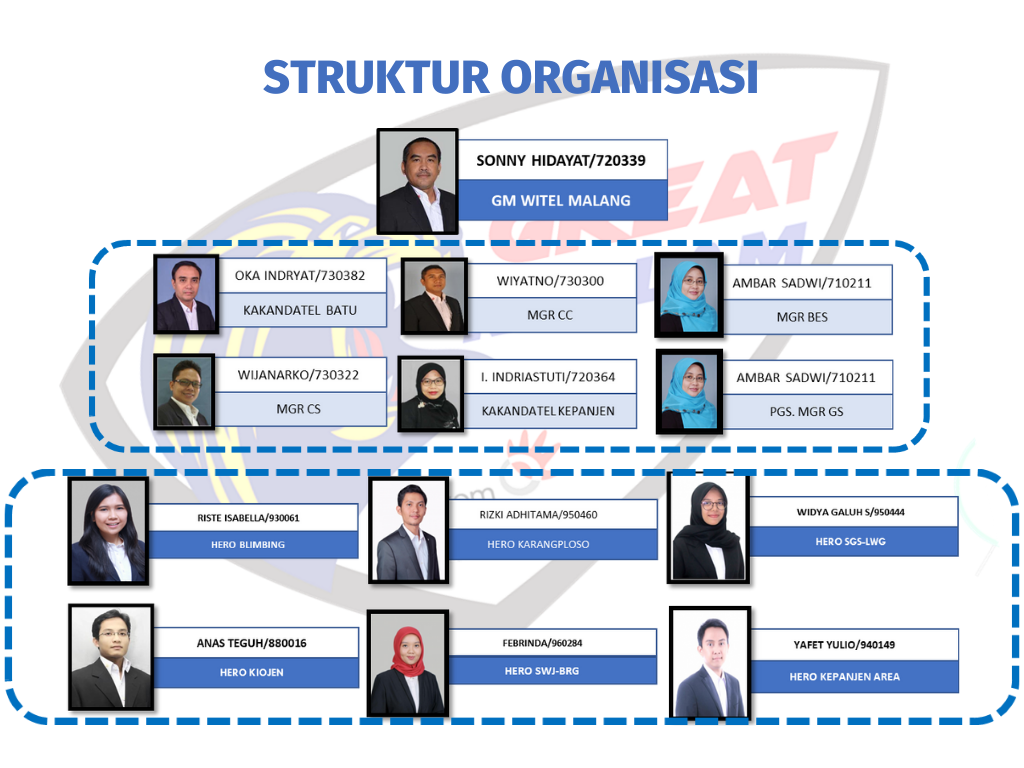 STRUKTUR ORGANISASI
SONNY HIDAYAT/720339
GM WITEL MALANG
GREAT
OKA INDRYAT/730382
KAKANDATEL BATU
WIYATNO/730300
MGR CC
AMBAR SADWI/710211
MGR BES
WIJANARKO/730322
MGR CS
I. INDRIASTUTI/720364
KAKANDATEL KEPANJEN
AMBAR SADWI/710211
PGS. MGR GS
RISTE ISABELLA/930061
HERO BLIMBING
RIZKI ADHITAMA/950460
HERO KARANGPLOSO
WIDYA GALUH S/950444
HERO SGS-LWG
ANAS TEGUH/880016
HERO KIOJEN
FEBRINDA/960284
HERO SWJ-BRG
YAFET YULIO/940149
HERO KEPANJEN AREA